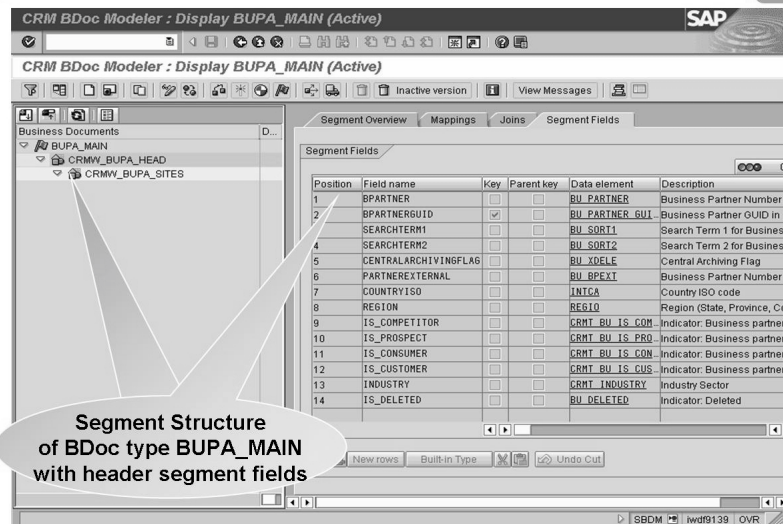 CRM BDoc Modeler : Display BUPA_MAIN (Active)
SAP
CRM BDoc Modeler : Display BUPA_MAIN (Active)
Inactive version
View Messages
Business Documents
D...
BUPA_MAIN
CRMW_BUPA_HEAD
CRMW_BUPA_SITES
Segment Overview
Mappings
Joins
Segment Fields
Segment Fields
Position Field name Key Parent key Data element Description
1 BPARTNER BU_PARTNER Business Partner Number
2 BPARTNERGUID BU_PARTNER_GUI Business Partner GUID in
SEARCHTERM1 BU_SORT1 Search Term 1 for Busines
4 SEARCHTERM2 BU_SORT2 Search Term 2 for Busines
5 CENTRALARCHIVINGFLAG BU_XDELE Central Archiving Flag
6 PARTNEREXTERNAL BU_BPEXT Business Partner Number
7 COUNTRYISO INTCA Country ISO code
8 REGION REGIO Region (State, Province, Co
9 IS_COMPETITOR CRMT_BU_IS_COM Indicator: Business partne
10 IS_PROSPECT CRMT_BU_IS_PRO Indicator: Business partne
11 IS_CONSUMER CRMT_BU_IS_CON Indicator: Business partne
12 IS_CUSTOMER CRMT_BU_IS_CUS Indicator: Business partne
13 INDUSTRY CRMT_INDUSTRY Industry Sector
14 IS_DELETED BU_DELETED Indicator: Deleted
Segment Structure
of BDoc type BUPA_MAIN
with header segment fields
New rows
Built-in Type
Undo Cut
SBDM
iwdf9139
OVR